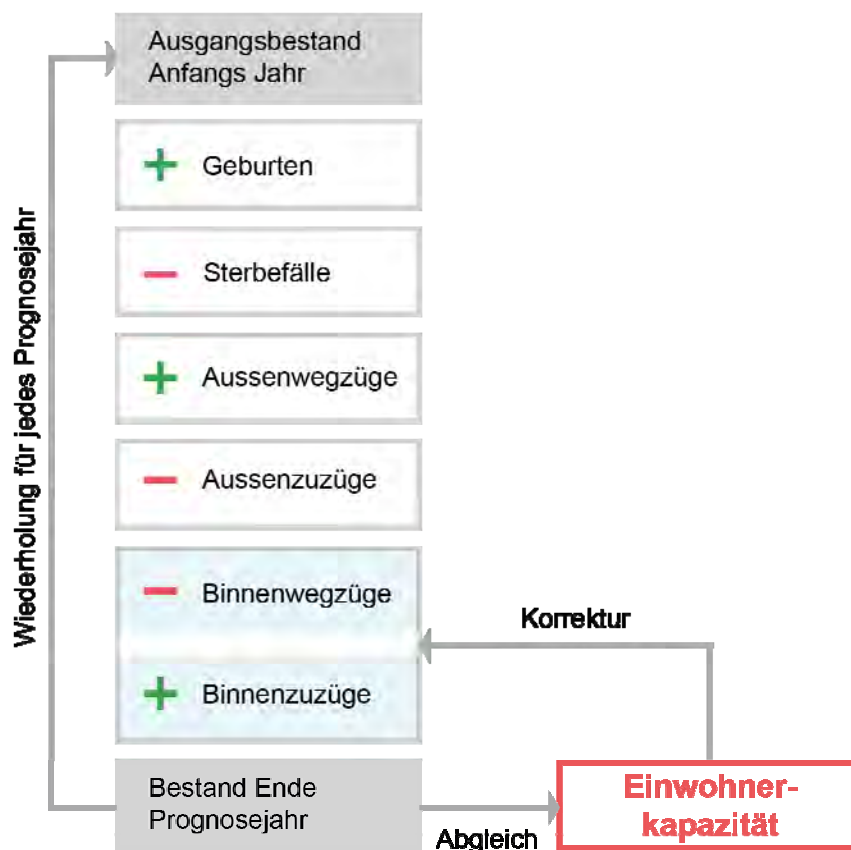 Ausgangsbestand
Anfangs Jahr
+ Geburten
− Sterbefälle
+ Aussenwegzüge
− Aussenzuzüge
− Binnenwegzüge
+ Binnenzuzüge
Bestand Ende
Prognosejahr
Wiederholung für jedes Prognosejahr
Korrektur
Abgleich
Einwohner-
kapazität